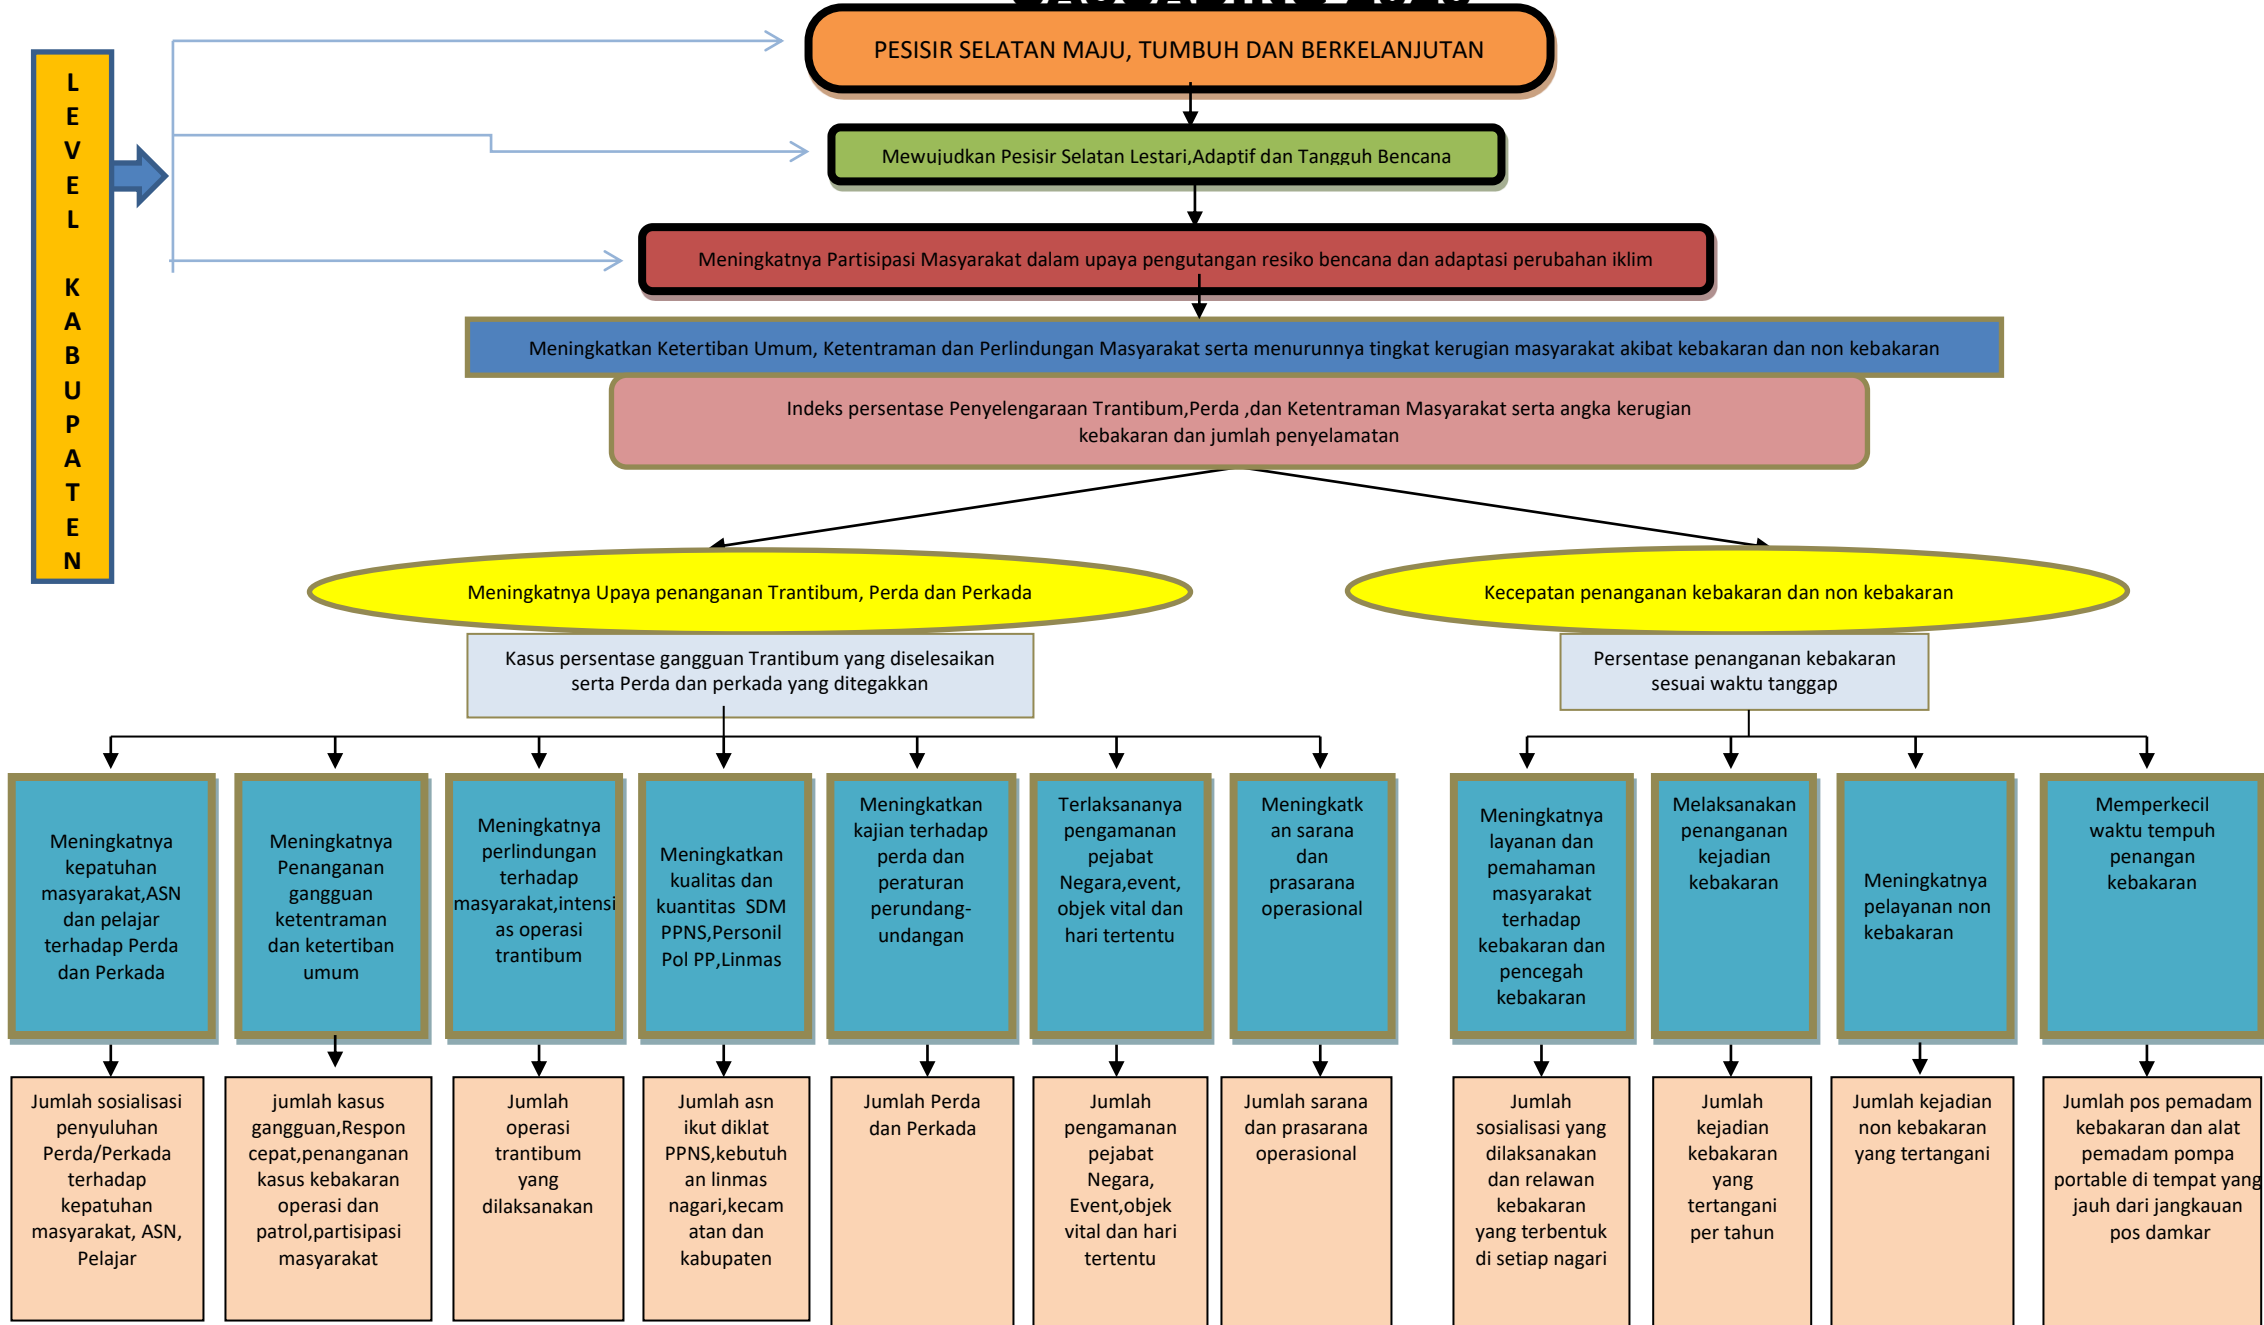 PESISIR SELATAN MAJU, TUMBUH DAN BERKELANJUTAN
L
E
V
E
L
K
A
B
U
P
A
T
E
N
Mewujudkan Pesisir Selatan Lestari,Adaptif dan Tangguh Bencana
Meningkatnya Partisipasi Masyarakat dalam upaya pengutangan resiko bencana dan adaptasi perubahan iklim
Meningkatkan Ketertiban Umum, Ketentraman dan Perlindungan Masyarakat serta menurunnya tingkat kerugian masyarakat akibat kebakaran dan non kebakaran
Indeks persentase Penyelengaraan Trantibum,Perda ,dan Ketentraman Masyarakat serta angka kerugian
kebakaran dan jumlah penyelamatan
Meningkatnya Upaya penanganan Trantibum, Perda dan Perkada
Kecepatan penanganan kebakaran dan non kebakaran
Kasus persentase gangguan Trantibum yang diselesaikan
serta Perda dan perkada yang ditegakkan
Persentase penanganan kebakaran
sesuai waktu tanggap
Meningkatnya
kepatuhan
masyarakat,ASN
dan pelajar
terhadap Perda
dan Perkada
Meningkatnya
Penanganan
gangguan
ketentraman
dan ketertiban
umum
Meningkatnya
perlindungan
terhadap
masyarakat,intensi
as operasi
trantibum
Meningkatkan
kualitas dan
kuantitas SDM
PPNS,Personil
Pol PP,Linmas
Meningkatkan
kajian terhadap
perda dan
peraturan
perundang-
undangan
Terlaksananya
pengamanan
pejabat
Negara,event,
objek vital dan
hari tertentu
Meningkatk
an sarana
dan
prasarana
operasional
Meningkatnya
layanan dan
pemahaman
masyarakat
terhadap
kebakaran dan
pencegah
kebakaran
Melaksanakan
penanganan
kejadian
kebakaran
Meningkatnya
pelayanan non
kebakaran
Memperkecil
waktu tempuh
penangan
kebakaran
Jumlah sosialisasi
penyuluhan
Perda/Perkada
terhadap
kepatuhan
masyarakat, ASN,
Pelajar
jumlah kasus
gangguan,Respon
cepat,penanganan
kasus kebakaran
operasi dan
patrol,partisipasi
masyarakat
Jumlah
operasi
trantibum
yang
dilaksanakan
Jumlah asn
ikut diklat
PPNS,kebutuh
an linmas
nagari,kecam
atan dan
kabupaten
Jumlah Perda
dan Perkada
Jumlah
pengamanan
pejabat
Negara,
Event,objek
vital dan hari
tertentu
Jumlah sarana
dan prasarana
operasional
Jumlah
sosialisasi yang
dilaksanakan
dan relawan
kebakaran
yang terbentuk
di setiap nagari
Jumlah
kejadian
kebakaran
yang
tertangani
per tahun
Jumlah kejadian
non kebakaran
yang tertangani
Jumlah pos pemadam
kebakaran dan alat
pemadam pompa
portable di tempat yang
jauh dari jangkauan
pos damkar